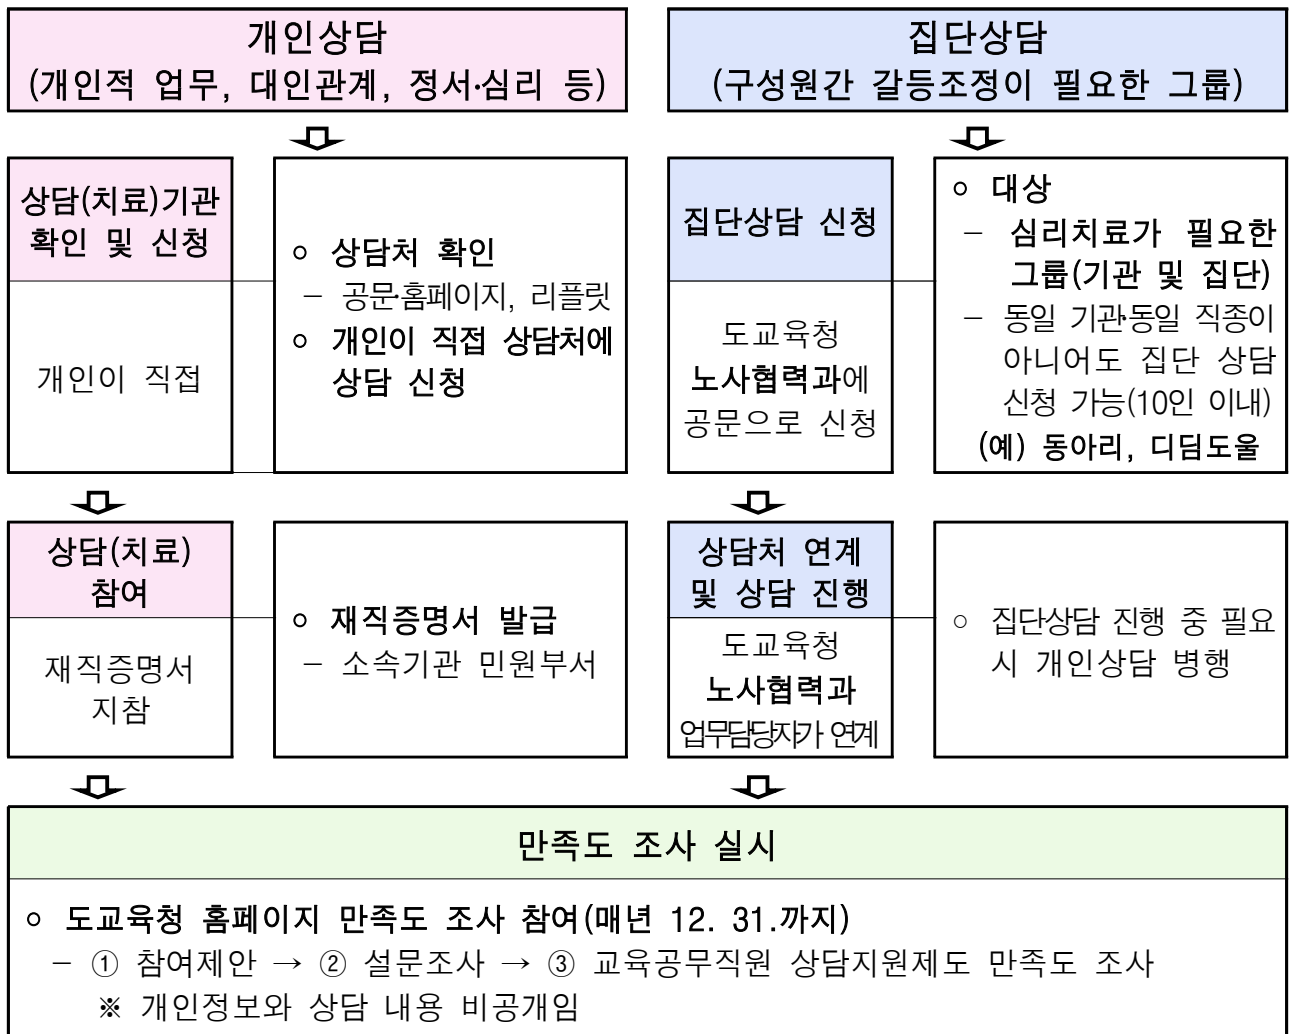 개인상담
(개인적 업무, 대인관계, 정서·심리 등)
상담(치료)기관
확인 및 신청
개인이 직접
○ 상담처 확인
– 공문·홈페이지, 리플릿
○ 개인이 직접 상담처에
상담 신청
상담(치료)
참여
재직증명서
지참
○ 재직증명서 발급
– 소속기관 민원부서
집단상담
(구성원간 갈등조정이 필요한 그룹)
집단상담 신청
도교육청
노사협력과에
공문으로 신청
○ 대상
– 심리치료가 필요한
그룹(기관 및 집단)
– 동일 기관·동일 직종이
아니어도 집단 상담
신청 가능(10인 이내)
(예) 동아리, 디딤도울
상담처 연계
및 상담 진행
도교육청
노사협력과
업무담당자가 연계
○ 집단상담 진행 중 필요
시 개인상담 병행
만족도 조사 실시
○ 도교육청 홈페이지 만족도 조사 참여(매년 12. 31.까지)
– ① 참여제안 → ② 설문조사 → ③ 교육공무직원 상담지원제도 만족도 조사
※ 개인정보와 상담 내용 비공개임